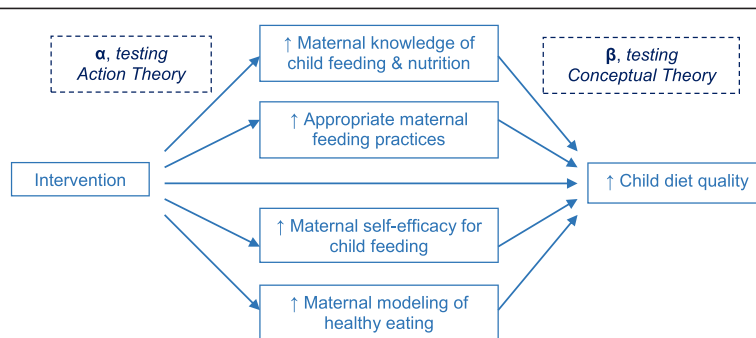 α, testing
Action Theory
↑ Maternal knowledge of
child feeding & nutrition
β, testing
Conceptual Theory
↑ Appropriate maternal
feeding practices
Intervention
↑ Child diet quality
↑ Maternal self-efficacy for
child feeding
↑ Maternal modeling of
healthy eating